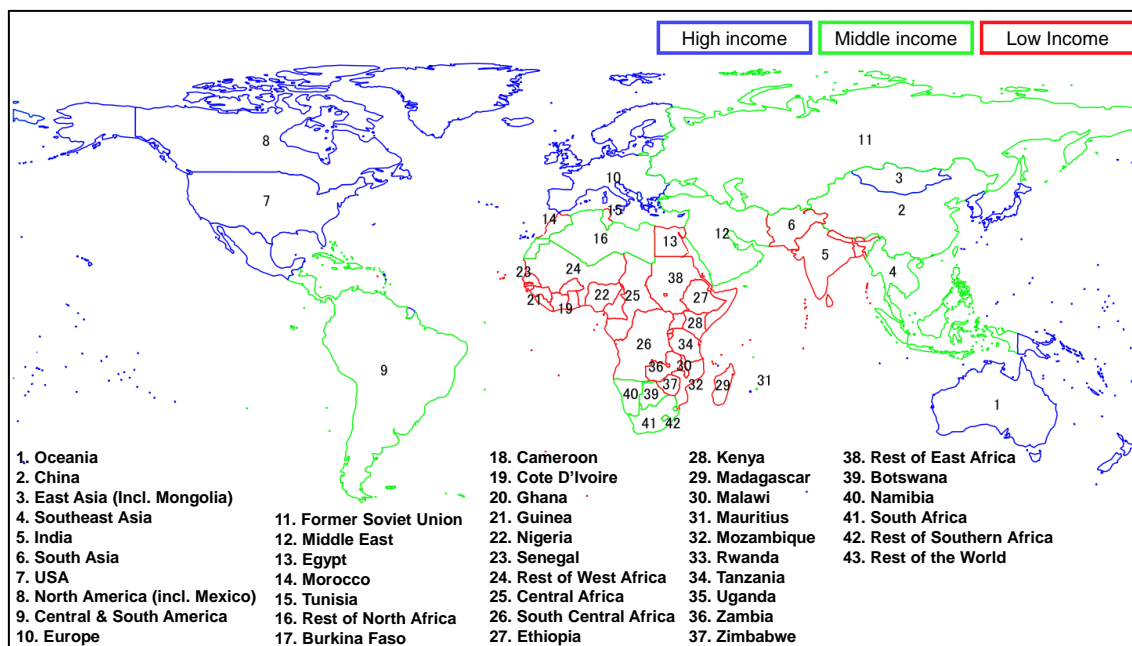 High income
Middle income
Low Income
8
11
3
10
7
2
14
15
12
6
16
13
5
24
23
38
4
22
25
27
21
19
28
26
34
9
36
30
31
37
32
29
40
39
1
41
42
1. Oceania
2. China
3. East Asia (Incl. Mongolia)
4. Southeast Asia
5. India
6. South Asia
7. USA
8. North America (incl. Mexico)
9. Central & South America
10. Europe
11. Former Soviet Union
12. Middle East
13. Egypt
14. Morocco
15. Tunisia
16. Rest of North Africa
17. Burkina Faso
18. Cameroon
19. Cote D'Ivoire
20. Ghana
21. Guinea
22. Nigeria
23. Senegal
24. Rest of West Africa
25. Central Africa
26. South Central Africa
27. Ethiopia
28. Kenya
29. Madagascar
30. Malawi
31. Mauritius
32. Mozambique
33. Rwanda
34. Tanzania
35. Uganda
36. Zambia
37. Zimbabwe
38. Rest of East Africa
39. Botswana
40. Namibia
41. South Africa
42. Rest of Southern Africa
43. Rest of the World